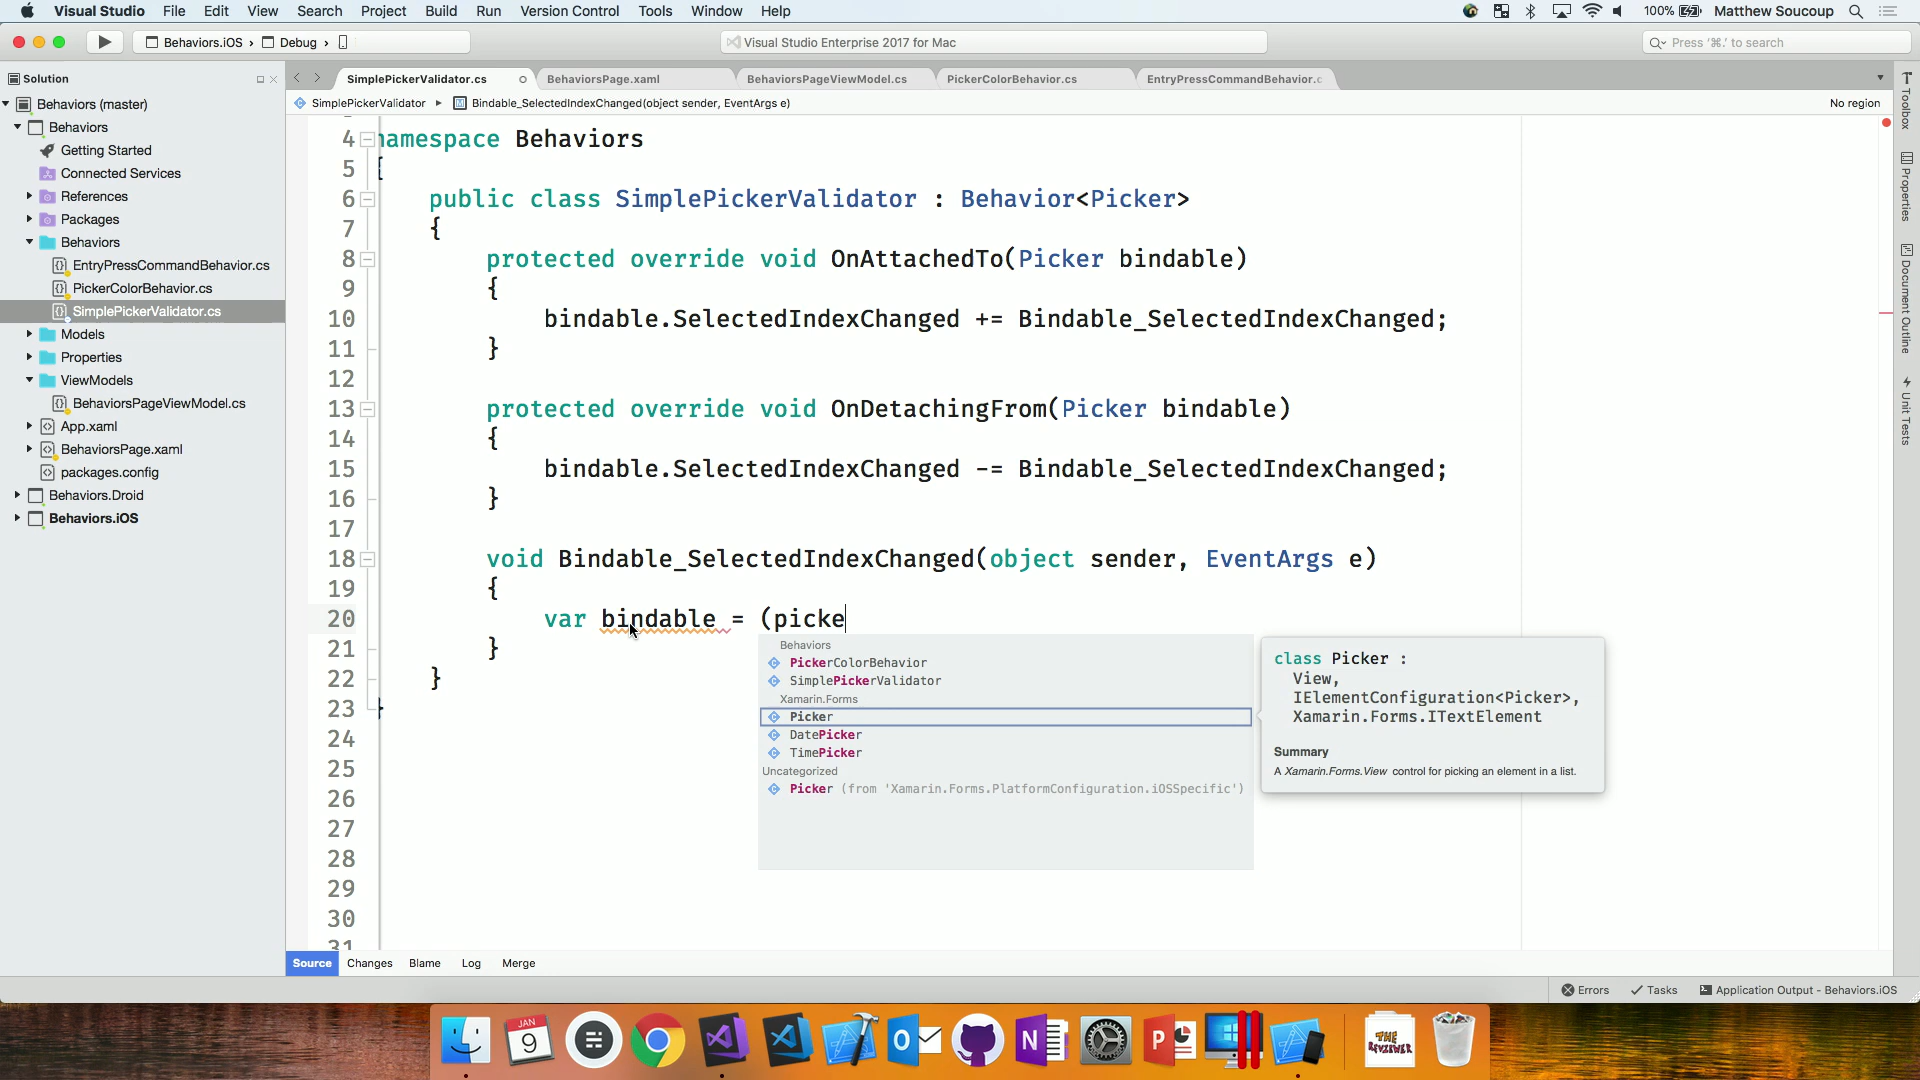 Visual Studio File Edit View Search Project Build Run Version Control Tools Window Help 100% Matthew Soucoup
Behaviors.iOS › Debug ›
Visual Studio Enterprise 2017 for Mac
Press '⌘.' to search
Solution
SimplePickerValidator.cs BehaviorsPage.xaml BehaviorsPageViewModel.cs PickerColorBehavior.cs EntryPressCommandBehavior.c
SimplePickerValidator ▸ Bindable_SelectedIndexChanged(object sender, EventArgs e)
No region
Behaviors (master)
Behaviors
Getting Started
Connected Services
References
Packages
Behaviors
EntryPressCommandBehavior.cs
PickerColorBehavior.cs
SimplePickerValidator.cs
Models
Properties
ViewModels
BehaviorsPageViewModel.cs
App.xaml
BehaviorsPage.xaml
packages.config
Behaviors.Droid
Behaviors.iOS
4 namespace Behaviors
5 {
6 public class SimplePickerValidator : Behavior<Picker>
7 {
8 protected override void OnAttachedTo(Picker bindable)
9 {
10 bindable.SelectedIndexChanged += Bindable_SelectedIndexChanged;
11 }
12
13 protected override void OnDetachingFrom(Picker bindable)
14 {
15 bindable.SelectedIndexChanged -= Bindable_SelectedIndexChanged;
16 }
17
18 void Bindable_SelectedIndexChanged(object sender, EventArgs e)
19 {
20 var bindable = (picke
21 }
22 }
23 }
24
25
26
27
28
29
30
31
Behaviors
PickerColorBehavior
SimplePickerValidator
Xamarin.Forms
Picker
DatePicker
TimePicker
Uncategorized
Picker (from 'Xamarin.Forms.PlatformConfiguration.iOSSpecific')
class Picker :
View,
IElementConfiguration<Picker>,
Xamarin.Forms.ITextElement
Summary
A Xamarin.Forms.View control for picking an element in a list.
Toolbox
Properties
Document Outline
Unit Tests
Source Changes Blame Log Merge
Errors Tasks Application Output - Behaviors.iOS
JAN
9
THE
REVIEWER